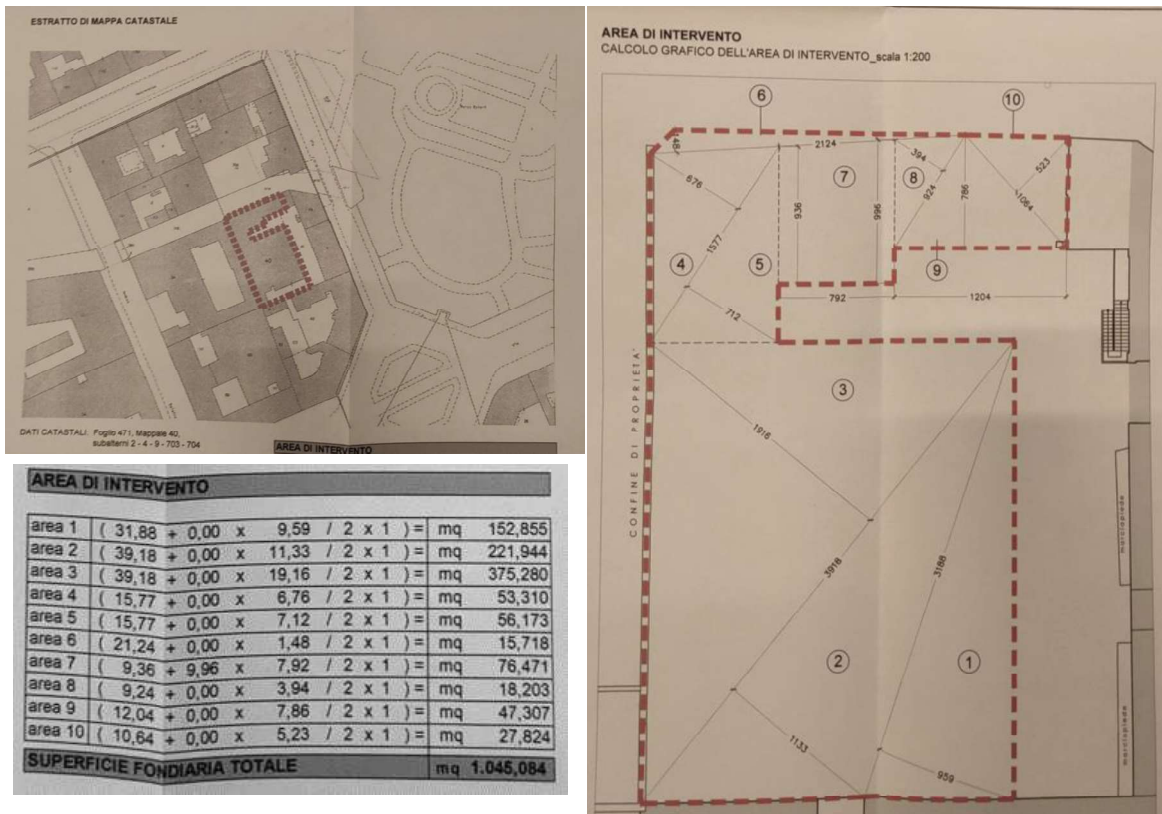 ESTRATTO DI MAPPA CATASTALE
DATI CATASTALI: Foglio 471, Mappale 40,
subalterni 2 - 4 - 9 - 703 - 704
AREA DI INTERVENTO
AREA DI INTERVENTO
area 1 ( 31,88 + 0,00 x 9,59 / 2 x 1 ) = mq 152,855
area 2 ( 39,18 + 0,00 x 11,33 / 2 x 1 ) = mq 221,944
area 3 ( 39,18 + 0,00 x 19,16 / 2 x 1 ) = mq 375,280
area 4 ( 15,77 + 0,00 x 6,76 / 2 x 1 ) = mq 53,310
area 5 ( 15,77 + 0,00 x 7,12 / 2 x 1 ) = mq 56,173
area 6 ( 21,24 + 0,00 x 1,48 / 2 x 1 ) = mq 15,718
area 7 ( 9,36 + 9,96 x 7,92 / 2 x 1 ) = mq 76,471
area 8 ( 9,24 + 0,00 x 3,94 / 2 x 1 ) = mq 18,203
area 9 ( 12,04 + 0,00 x 7,86 / 2 x 1 ) = mq 47,307
area 10 ( 10,64 + 0,00 x 5,23 / 2 x 1 ) = mq 27,824
SUPERFICIE FONDIARIA TOTALE mq 1.045,084
AREA DI INTERVENTO
CALCOLO GRAFICO DELL'AREA DI INTERVENTO_scala 1:200
6
10
148
2124
394
523
676
7
8
936
996
924
786
1064
1577
4
5
9
792
1204
712
3
CONFINE DI PROPRIETA'
1916
3918
3188
2
1
1133
959
marciapiede
marciapiede